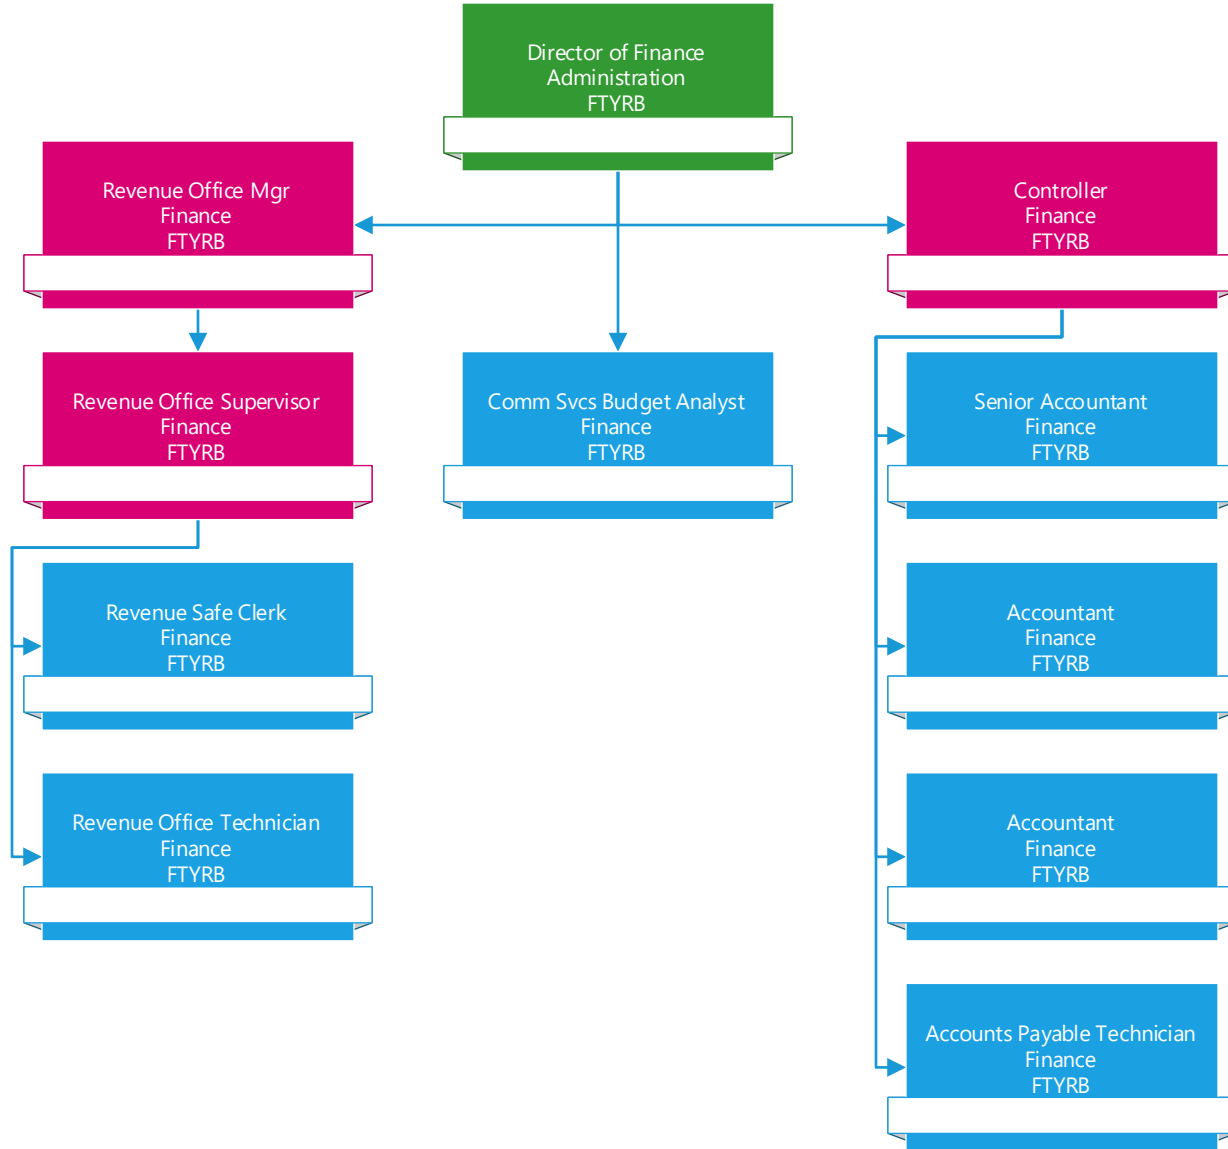 Director of Finance
Administration
FTYRB
Revenue Office Mgr
Finance
FTYRB
Controller
Finance
FTYRB
Revenue Office Supervisor
Finance
FTYRB
Comm Svcs Budget Analyst
Finance
FTYRB
Senior Accountant
Finance
FTYRB
Revenue Safe Clerk
Finance
FTYRB
Accountant
Finance
FTYRB
Revenue Office Technician
Finance
FTYRB
Accountant
Finance
FTYRB
Accounts Payable Technician
Finance
FTYRB